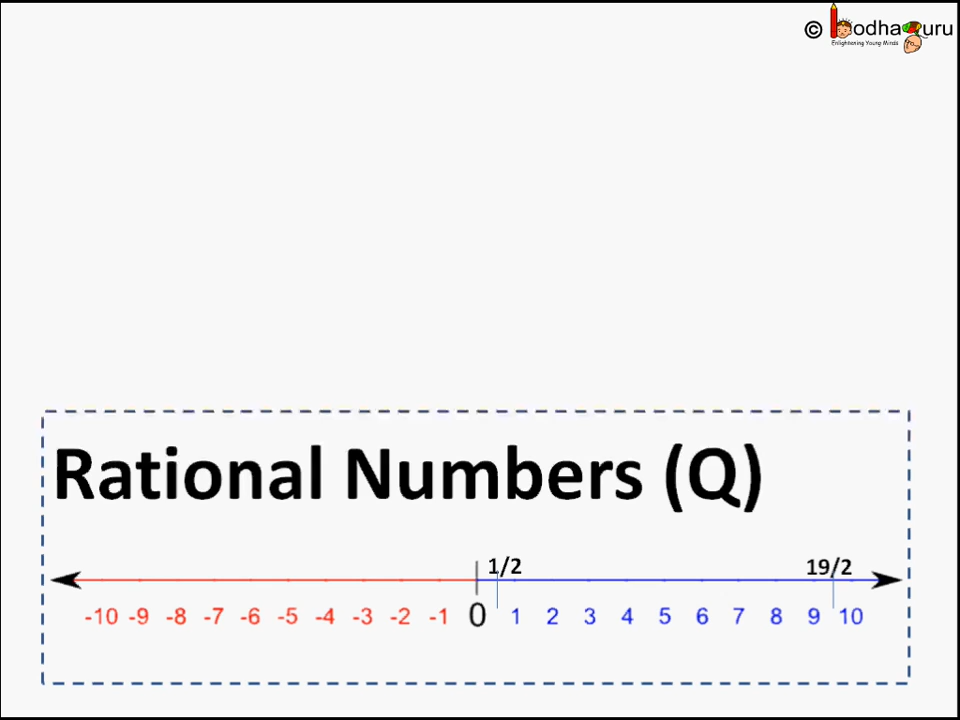 © bodhaguru
Enlightening Young Minds
Rational Numbers (Q)
1/2 19/2
-10 -9 -8 -7 -6 -5 -4 -3 -2 -1 0 1 2 3 4 5 6 7 8 9 10